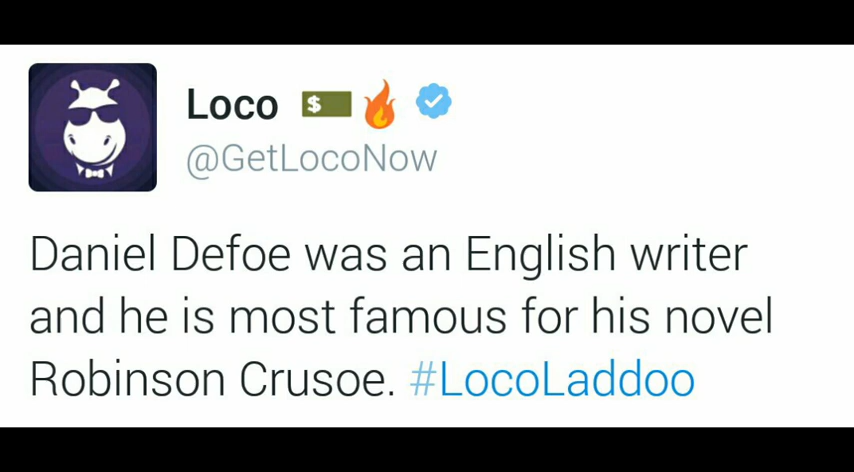 Loco 💵🔥
@GetLocoNow
Daniel Defoe was an English writer
and he is most famous for his novel
Robinson Crusoe. #LocoLaddoo